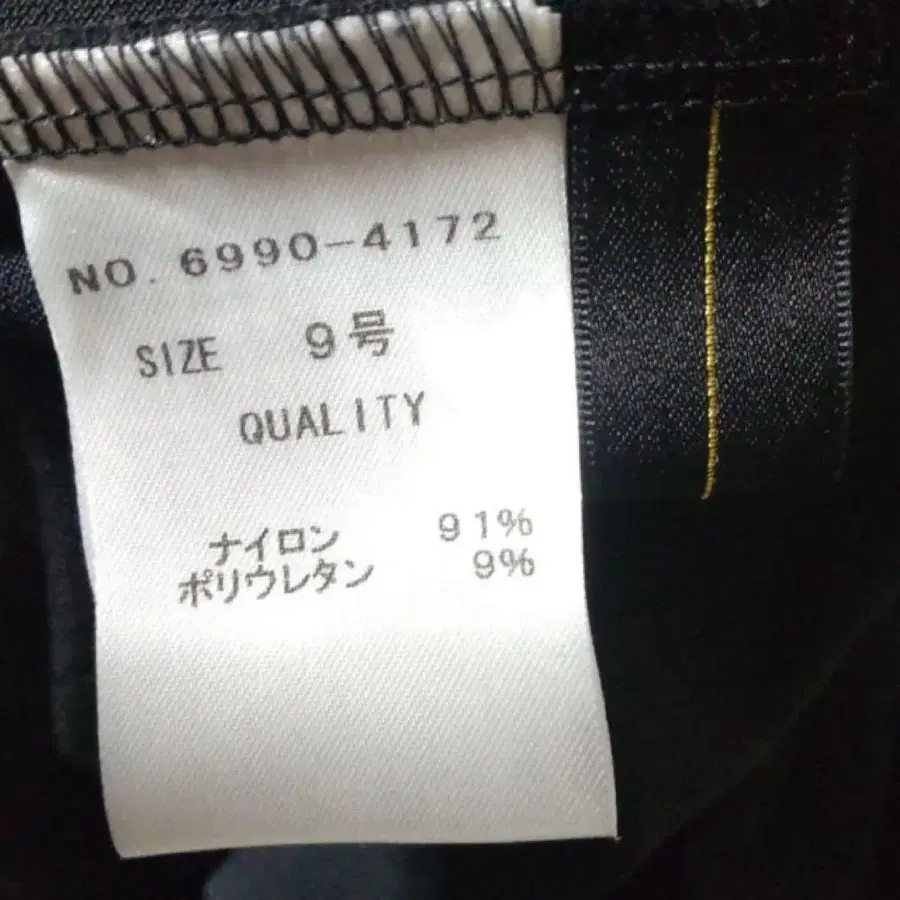 NO. 6990-4172
SIZE 9号
QUALITY
ナイロン 91%
ポリウレタン 9%